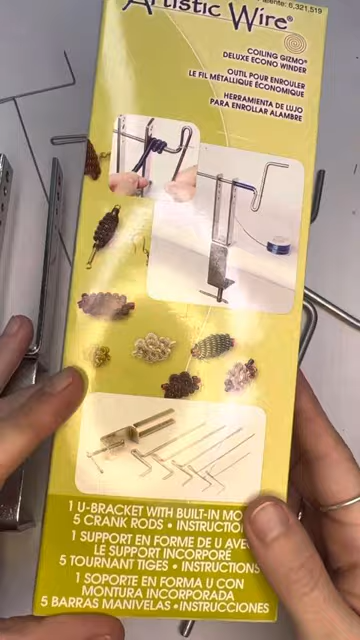 6,321,519
Artistic Wire®
COILING GIZMO®
DELUXE ECONO WINDER
OUTIL POUR ENROULER
LE FIL MÉTALLIQUE ÉCONOMIQUE
HERRAMIENTA DE LUJO
PARA ENROLLAR ALAMBRE
1 U-BRACKET WITH BUILT-IN
5 CRANK RODS •
1 SUPPORT EN FORME DE U
LE SUPPORT INCORPORÉ
5 TOURNANT TIGES • INSTRUCTIONS
1 SOPORTE EN FORMA U CON
MONTURA INCORPORADA
5 BARRAS MANIVELAS • INSTRUCCIONES